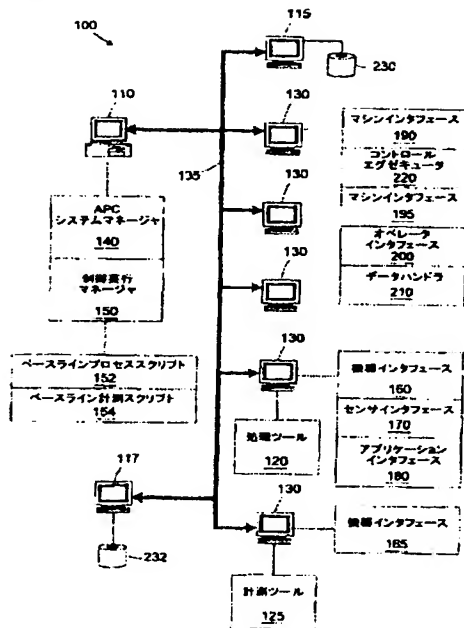 100
110
115
230
130
マシンインタフェース
190
コントロール
エグゼキュータ
220
マシンインタフェース
195
オペレータ
インタフェース
200
データハンドラ
210
135
130
130
APC
システムマネージャ
140
制御実行
マネージャ
150
ベースラインプロセススクリプト
152
ベースライン計測スクリプト
154
130
機器インタフェース
160
センサインタフェース
170
アプリケーション
インタフェース
180
処理ツール
120
117
232
130
機器インタフェース
165
計測ツール
125